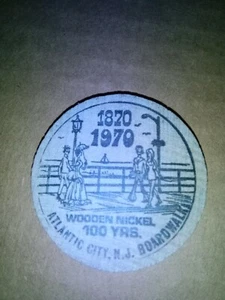 1870
1970
WOODEN NICKEL
100 YRS.
ATLANTIC CITY, N.J. BOARDWALK